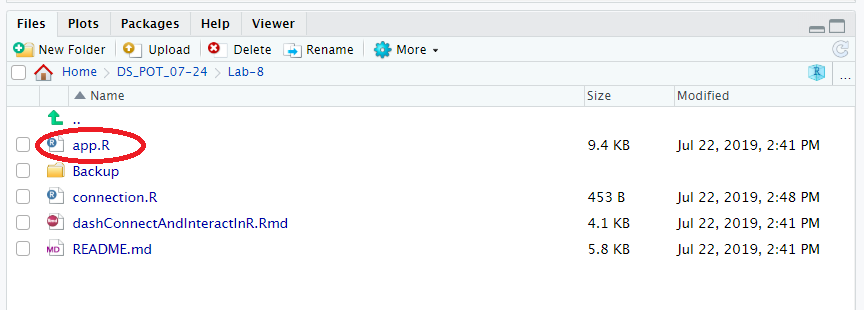 Files Plots Packages Help Viewer
New Folder Upload Delete Rename More
Home DS_POT_07-24 Lab-8 R ...
Name Size Modified
..
R app.R 9.4 KB Jul 22, 2019, 2:41 PM
Backup
R connection.R 453 B Jul 22, 2019, 2:48 PM
dashConnectAndInteractInR.Rmd 4.1 KB Jul 22, 2019, 2:41 PM
MD README.md 5.8 KB Jul 22, 2019, 2:41 PM